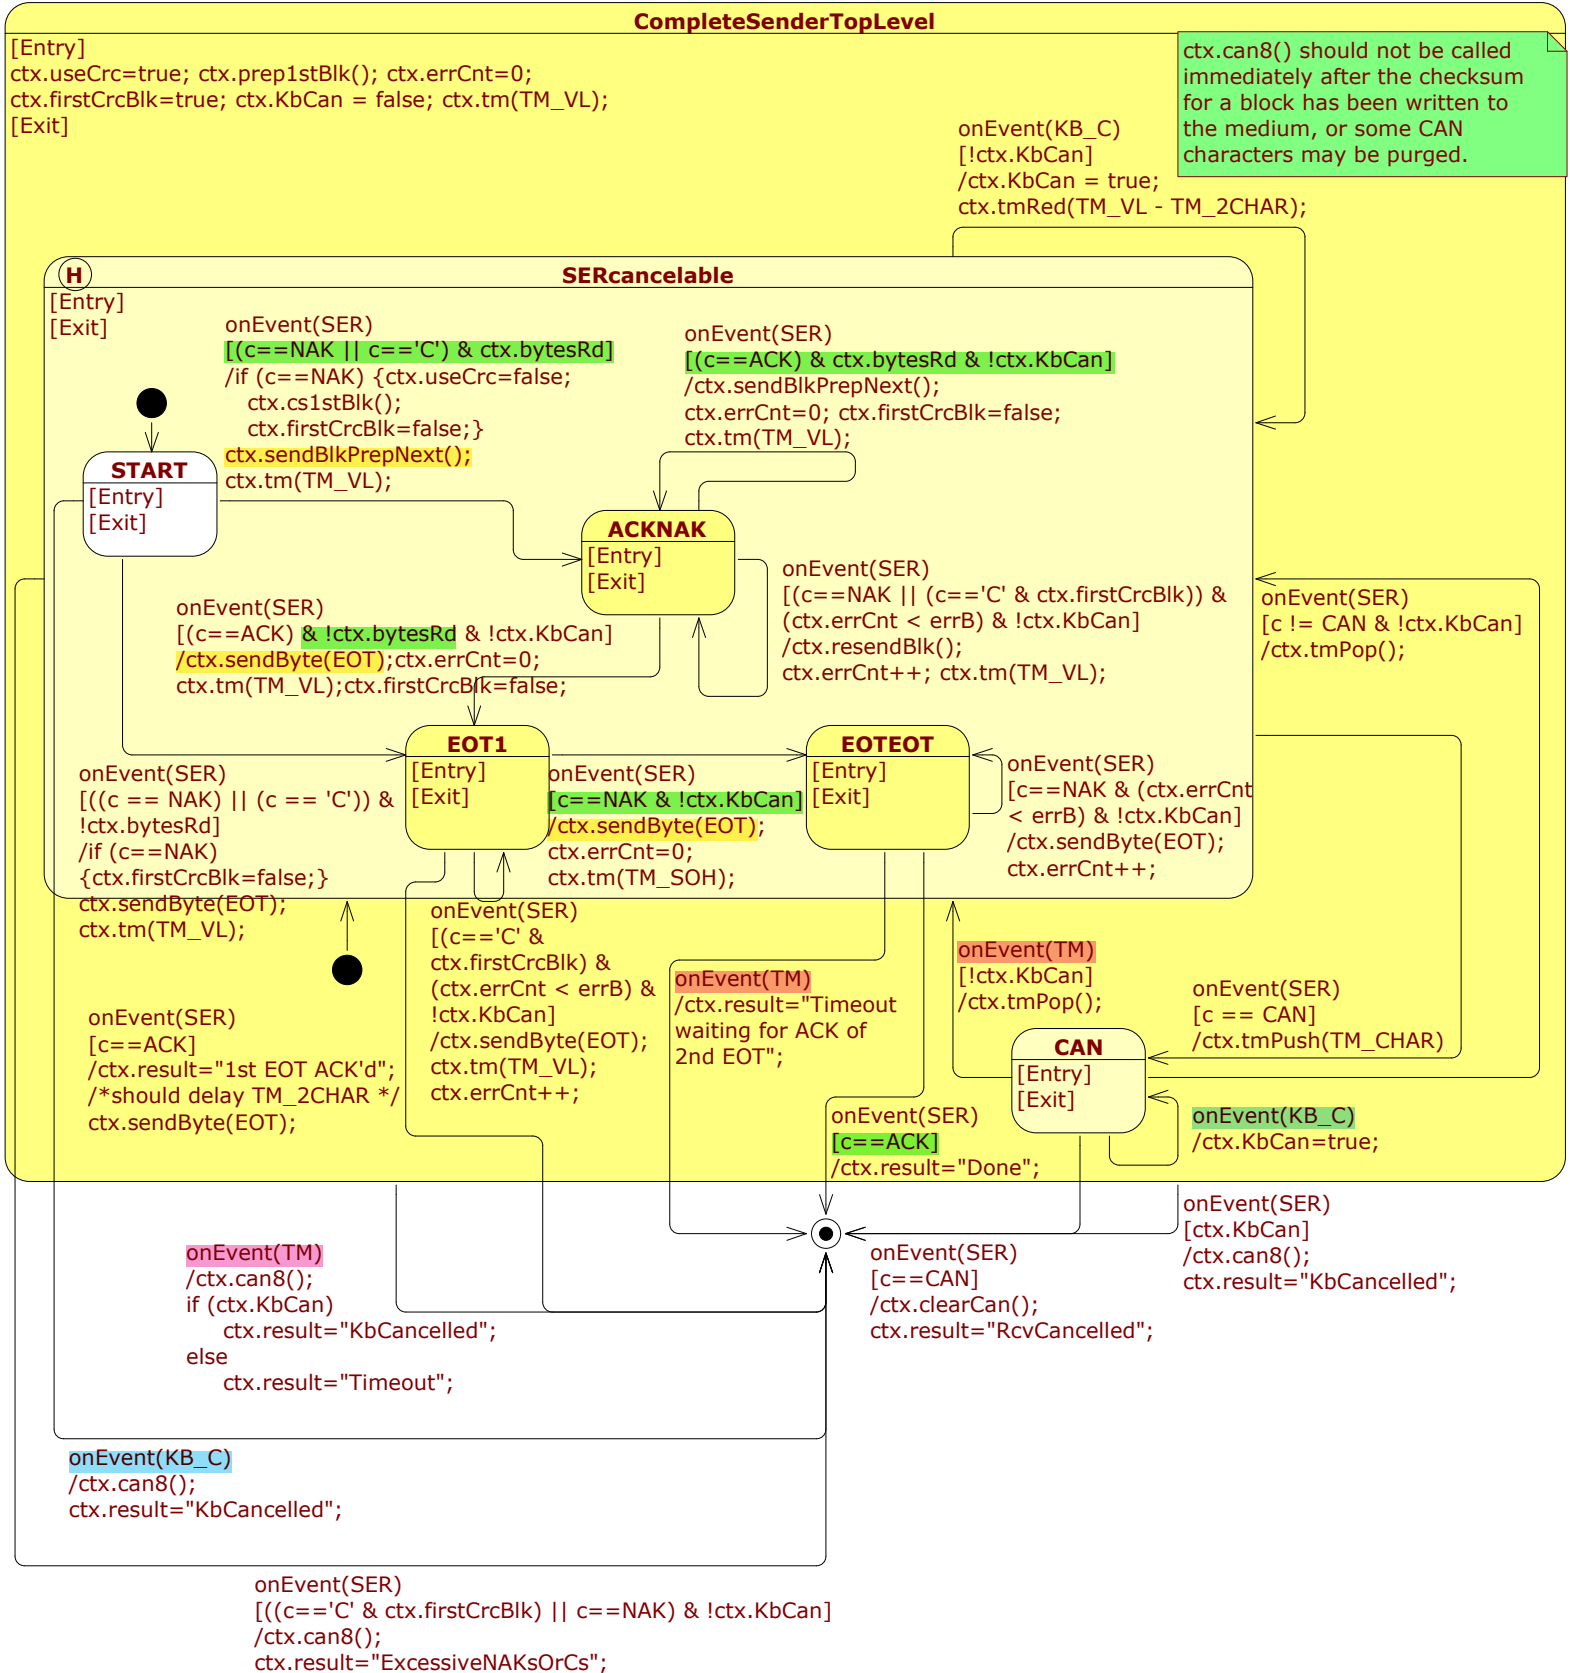 CompleteSenderTopLevel
[Entry]
ctx.useCrc=true; ctx.prep1stBlk(); ctx.errCnt=0;
ctx.firstCrcBlk=true; ctx.KbCan = false; ctx.tm(TM_VL);
[Exit]
ctx.can8() should not be called
immediately after the checksum
for a block has been written to
the medium, or some CAN
characters may be purged.
onEvent(KB_C)
[!ctx.KbCan]
/ctx.KbCan = true;
ctx.tmRed(TM_VL - TM_2CHAR);
H
SERcancelable
[Entry]
[Exit]
onEvent(SER)
[(c==NAK || c=='C') & ctx.bytesRd]
/if (c==NAK) {ctx.useCrc=false;
ctx.cs1stBlk();
ctx.firstCrcBlk=false;}
ctx.sendBlkPrepNext();
ctx.tm(TM_VL);
onEvent(SER)
[(c==ACK) & ctx.bytesRd & !ctx.KbCan]
/ctx.sendBlkPrepNext();
ctx.errCnt=0; ctx.firstCrcBlk=false;
ctx.tm(TM_VL);
START
[Entry]
[Exit]
ACKNAK
[Entry]
[Exit]
onEvent(SER)
[(c==NAK || (c=='C' & ctx.firstCrcBlk)) &
(ctx.errCnt < errB) & !ctx.KbCan]
/ctx.resendBlk();
ctx.errCnt++; ctx.tm(TM_VL);
onEvent(SER)
[c != CAN & !ctx.KbCan]
/ctx.tmPop();
onEvent(SER)
[(c==ACK) & !ctx.bytesRd & !ctx.KbCan]
/ctx.sendByte(EOT);ctx.errCnt=0;
ctx.tm(TM_VL);ctx.firstCrcBlk=false;
EOT1
[Entry]
[Exit]
EOTEOT
[Entry]
[Exit]
onEvent(SER)
[((c == NAK) || (c == 'C')) &
!ctx.bytesRd]
/if (c==NAK)
{ctx.firstCrcBlk=false;}
ctx.sendByte(EOT);
ctx.tm(TM_VL);
onEvent(SER)
[c==NAK & !ctx.KbCan]
/ctx.sendByte(EOT);
ctx.errCnt=0;
ctx.tm(TM_SOH);
onEvent(SER)
[c==NAK & (ctx.errCnt
< errB) & !ctx.KbCan]
/ctx.sendByte(EOT);
ctx.errCnt++;
onEvent(SER)
[(c=='C' &
ctx.firstCrcBlk) &
(ctx.errCnt < errB) &
!ctx.KbCan]
/ctx.sendByte(EOT);
ctx.tm(TM_VL);
ctx.errCnt++;
onEvent(TM)
/ctx.result="Timeout
waiting for ACK of
2nd EOT";
onEvent(TM)
[!ctx.KbCan]
/ctx.tmPop();
onEvent(SER)
[c == CAN]
/ctx.tmPush(TM_CHAR)
onEvent(SER)
[c==ACK]
/ctx.result="1st EOT ACK'd";
/*should delay TM_2CHAR */
ctx.sendByte(EOT);
CAN
[Entry]
[Exit]
onEvent(SER)
[c==ACK]
/ctx.result="Done";
onEvent(KB_C)
/ctx.KbCan=true;
onEvent(SER)
[ctx.KbCan]
/ctx.can8();
ctx.result="KbCancelled";
onEvent(TM)
/ctx.can8();
if (ctx.KbCan)
ctx.result="KbCancelled";
else
ctx.result="Timeout";
onEvent(SER)
[c==CAN]
/ctx.clearCan();
ctx.result="RcvCancelled";
onEvent(KB_C)
/ctx.can8();
ctx.result="KbCancelled";
onEvent(SER)
[((c=='C' & ctx.firstCrcBlk) || c==NAK) & !ctx.KbCan]
/ctx.can8();
ctx.result="ExcessiveNAKsOrCs";